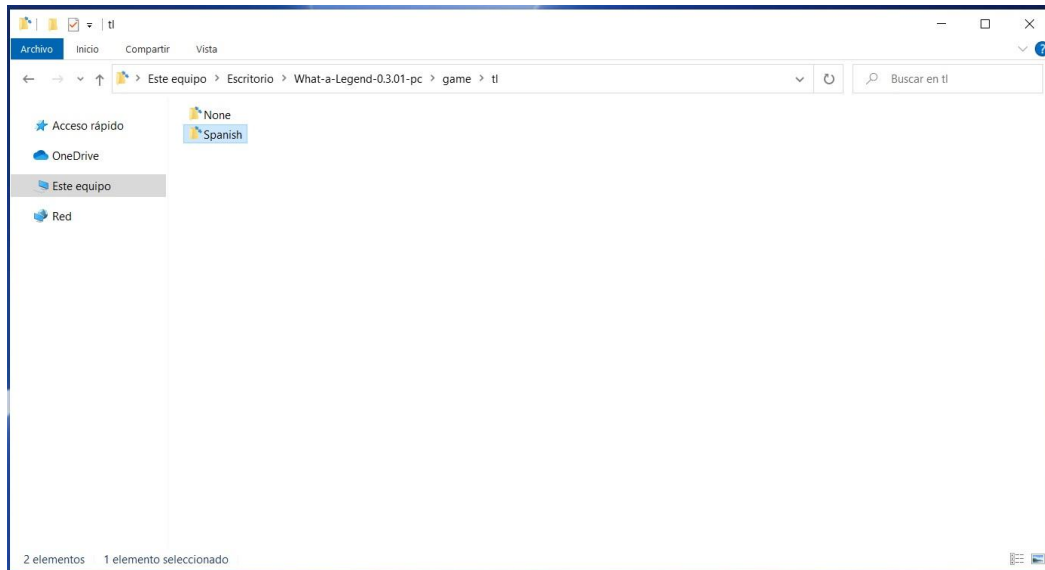 tl
Archivo Inicio Compartir Vista
Este equipo > Escritorio > What-a-Legend-0.3.01-pc > game > tl
Buscar en tl
None
Spanish
Acceso rápido
OneDrive
Este equipo
Red
2 elementos 1 elemento seleccionado